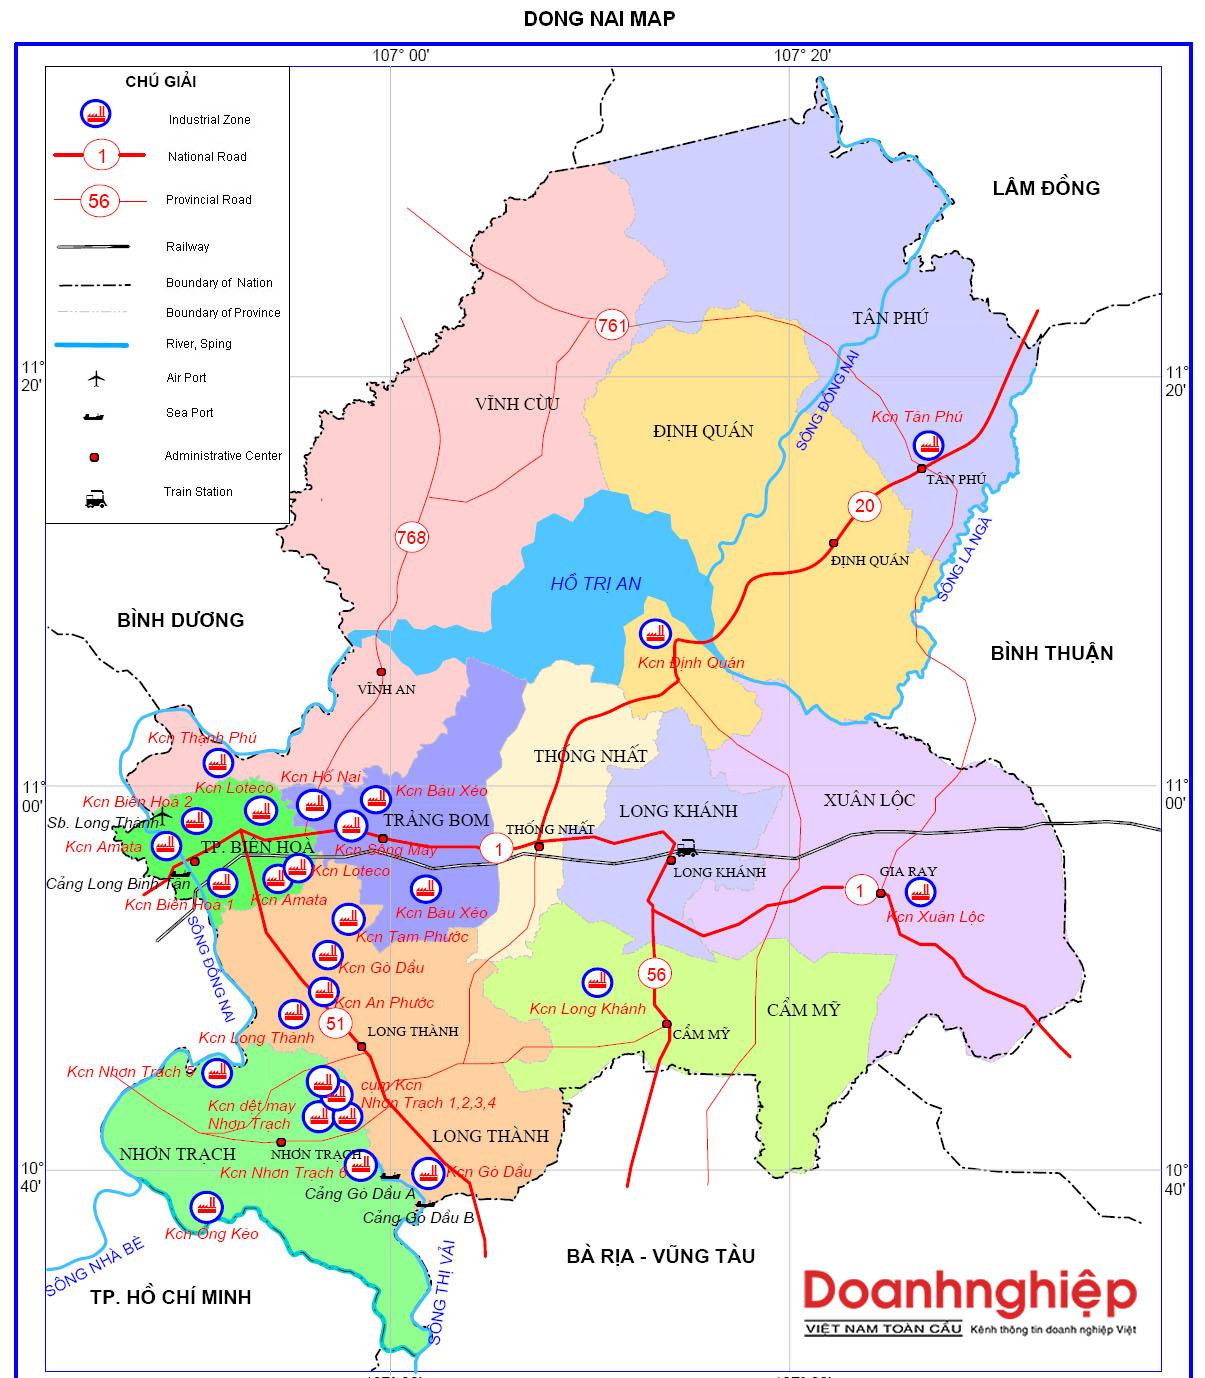 DONG NAI MAP
107° 00'
107° 20'
CHÚ GIẢI
Industrial Zone
1
National Road
56
Provincial Road
Railway
Boundary of Nation
Boundary of Province
River, Sping
Air Port
Sea Port
Administrative Center
Train Station
LÂM ĐỒNG
11°
20'
11°
20'
761
TÂN PHÚ
VĨNH CỬU
ĐỊNH QUÁN
SÔNG ĐỒNG NAI
Kcn Tân Phú
TÂN PHÚ
20
768
ĐỊNH QUÁN
SÔNG LA NGÀ
HỒ TRỊ AN
BÌNH DƯƠNG
BÌNH THUẬN
Kcn Định Quán
VĨNH AN
Kcn Thạnh Phú
THỐNG NHẤT
Kcn Hố Nai
Kcn Loteco
Kcn Bàu Xéo
11°
00'
11°
00'
Kcn Biên Hoà 2
XUÂN LỘC
LONG KHÁNH
Sb. Long Thành
TRẢNG BOM
THỐNG NHẤT
Kcn Amata
TP. BIÊN HOÀ
Kcn Sông Mây
1
Kcn Loteco
LONG KHÁNH
GIA RAY
Cảng Long Bình Tân
1
Kcn Biên Hoà 1
Kcn Amata
Kcn Bàu Xéo
Kcn Xuân Lộc
SÔNG ĐỒNG NAI
Kcn Tam Phước
Kcn Gò Dầu
56
Kcn An Phước
Kcn Long Khánh
CẨM MỸ
51
LONG THÀNH
Kcn Long Thành
CẨM MỸ
Kcn Nhơn Trạch 5
cụm Kcn
Nhơn Trạch 1,2,3,4
Kcn dệt may
Nhơn Trạch
LONG THÀNH
NHƠN TRẠCH
NHƠN TRẠCH
Kcn Nhơn Trạch 6
Kcn Gò Dầu
10°
40'
10°
40'
Cảng Gò Dầu A
Cảng Gò Dầu B
Kcn Ông Kèo
SÔNG NHÀ BÈ
SÔNG THỊ VẢI
BÀ RỊA - VŨNG TÀU
TP. HỒ CHÍ MINH
Doanhnghiệp
VIỆT NAM TOÀN CẦU
Kênh thông tin doanh nghiệp Việt